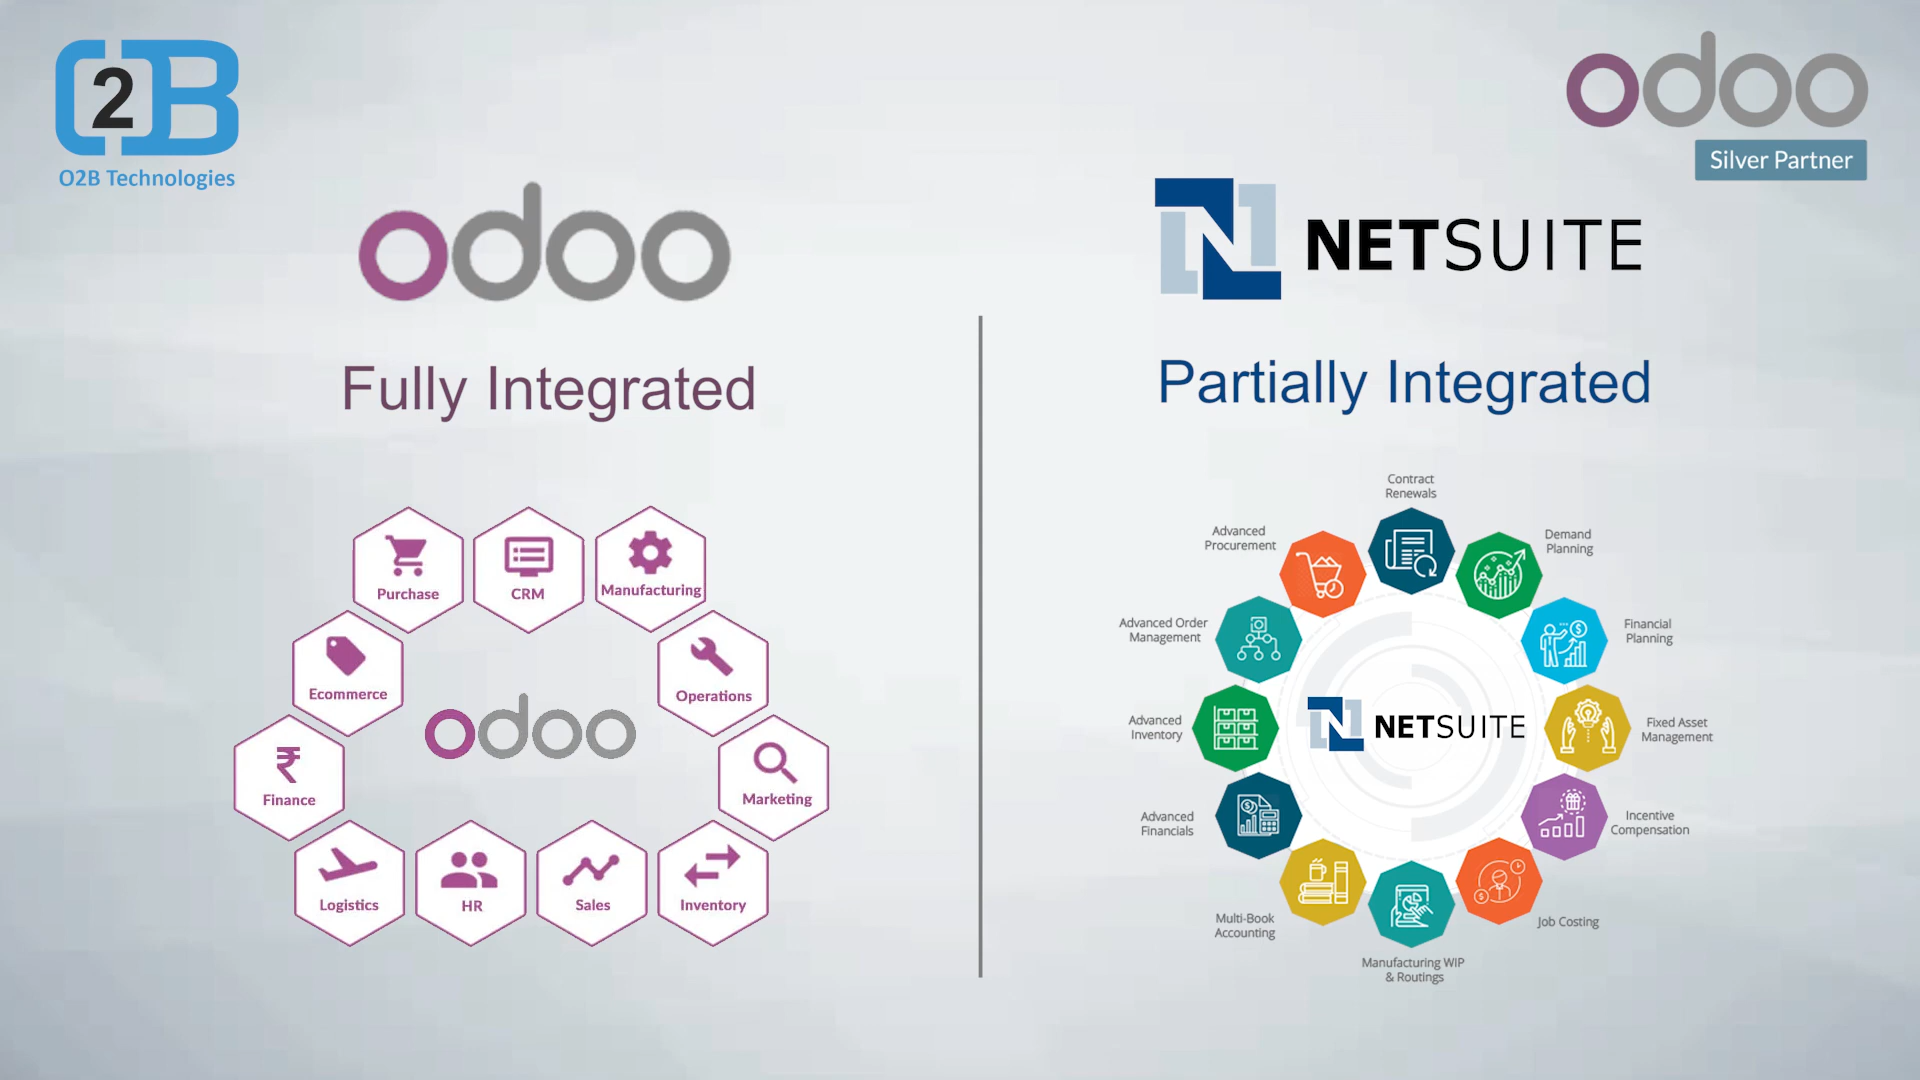 O2B
O2B Technologies
odoo
Silver Partner
odoo
Fully Integrated
Purchase
CRM
Manufacturing
Ecommerce
Operations
odoo
₹
Finance
Marketing
Logistics
HR
Sales
Inventory
N NETSUITE
Partially Integrated
Contract
Renewals
Advanced
Procurement
Demand
Planning
Advanced Order
Management
Financial
Planning
Advanced
Inventory
N NETSUITE
Fixed Asset
Management
Advanced
Financials
Incentive
Compensation
Multi-Book
Accounting
Job Costing
Manufacturing WIP
& Routings